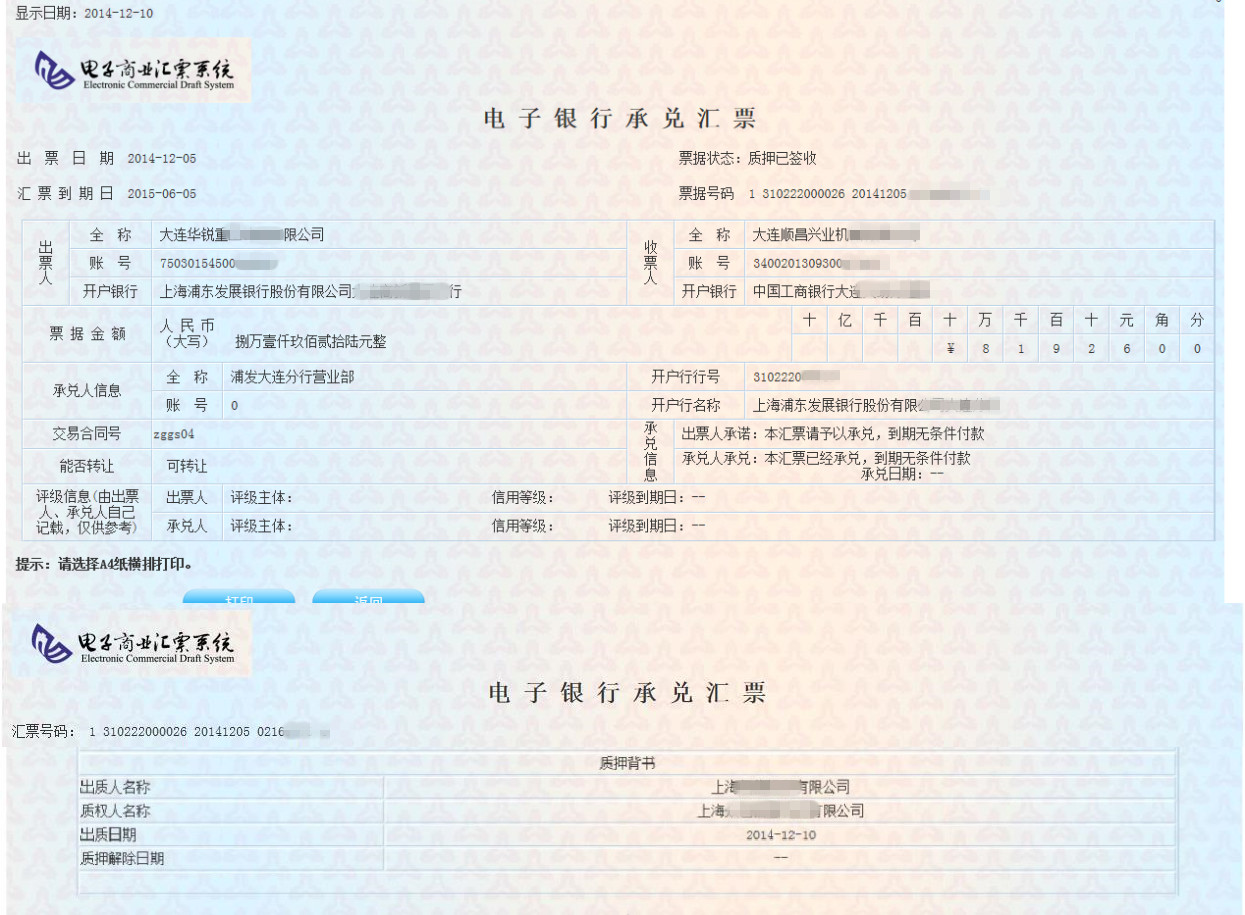 显示日期：2014-12-10
电子商业汇票系统
Electronic Commercial Draft System
电子银行承兑汇票
出票日期 2014-12-05 票据状态：质押已签收
汇票到期日 2015-06-05 票据号码 1 310222000026 20141205
出票人 全称 大连华锐重 限公司 收票人 全称 大连顺昌兴业机
账号 75030154500 账号 3400201309300
开户银行 上海浦东发展银行股份有限公司 行 开户银行 中国工商银行大连
票据金额 人民币（大写） 捌万壹仟玖佰贰拾陆元整 十 亿 千 百 十 万 千 百 十 元 角 分
¥ 8 1 9 2 6 0 0
承兑人信息 全称 浦发大连分行营业部 开户行行号 3102220
账号 0 开户行名称 上海浦东发展银行股份有限
交易合同号 zggs04 承兑信息 出票人承诺：本汇票请予以承兑，到期无条件付款
能否转让 可转让 承兑人承兑：本汇票已经承兑，到期无条件付款
承兑日期：--
评级信息(由出票人、承兑人自己记载，仅供参考) 出票人 评级主体： 信用等级： 评级到期日：--
承兑人 评级主体： 信用等级： 评级到期日：--
提示：请选择A4纸横排打印。
打印 返回
电子商业汇票系统
Electronic Commercial Draft System
电子银行承兑汇票
汇票号码： 1 310222000026 20141205 0216
质押背书
出质人名称 上海 有限公司
质权人名称 上海 有限公司
出质日期 2014-12-10
质押解除日期 --